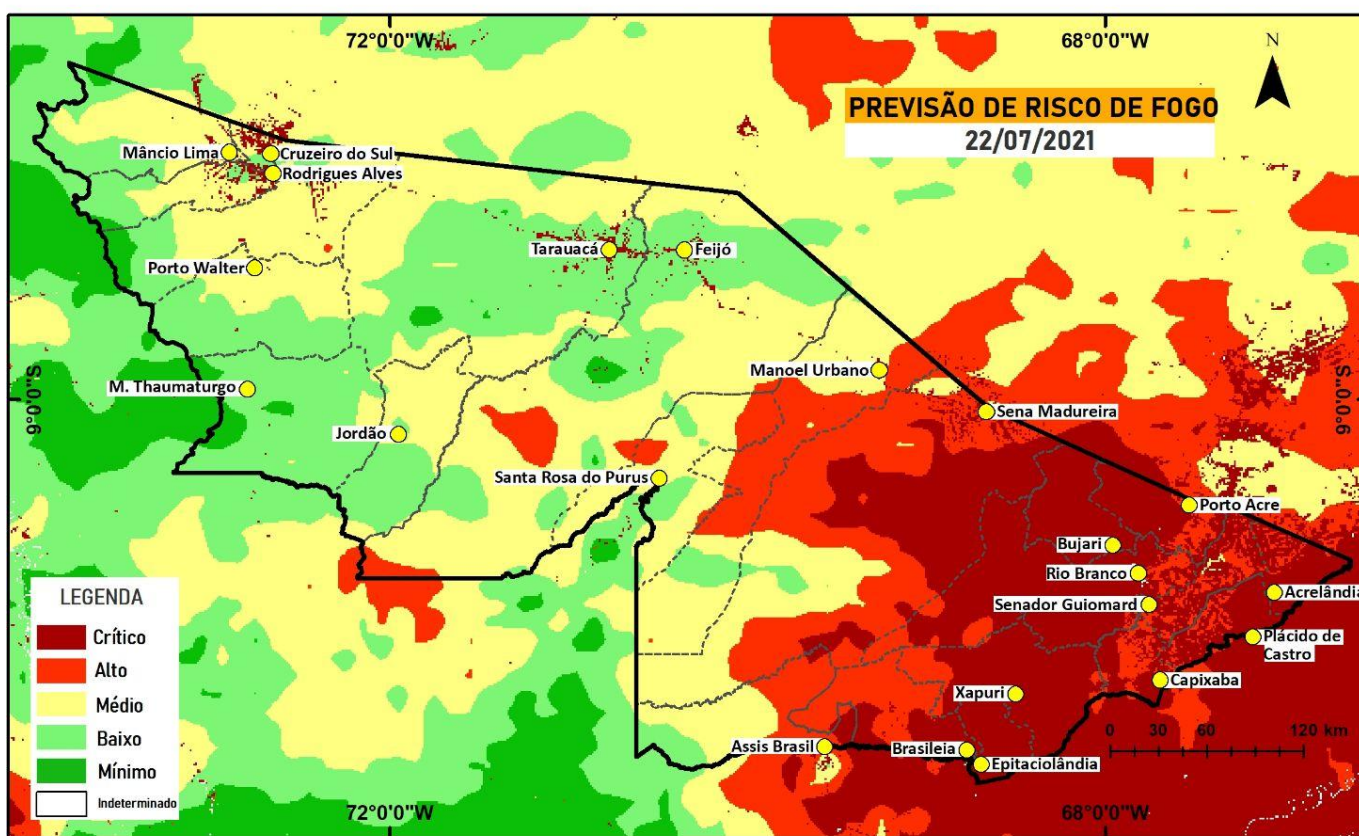 72°0'0"W
68°0'0"W
N
PREVISÃO DE RISCO DE FOGO
22/07/2021
Mâncio Lima
Cruzeiro do Sul
Rodrigues Alves
Tarauacá
Feijó
Porto Walter
Manoel Urbano
9°0'0"S
9°0'0"S
M. Thaumaturgo
Sena Madureira
Jordão
Santa Rosa do Purus
Porto Acre
Bujari
Rio Branco
Acrelândia
Senador Guiomard
Plácido de
Castro
Capixaba
Xapuri
Assis Brasil
Brasileia
Epitaciolândia
0 30 60 120 km
LEGENDA
Crítico
Alto
Médio
Baixo
Mínimo
Indeterminado
72°0'0"W
68°0'0"W